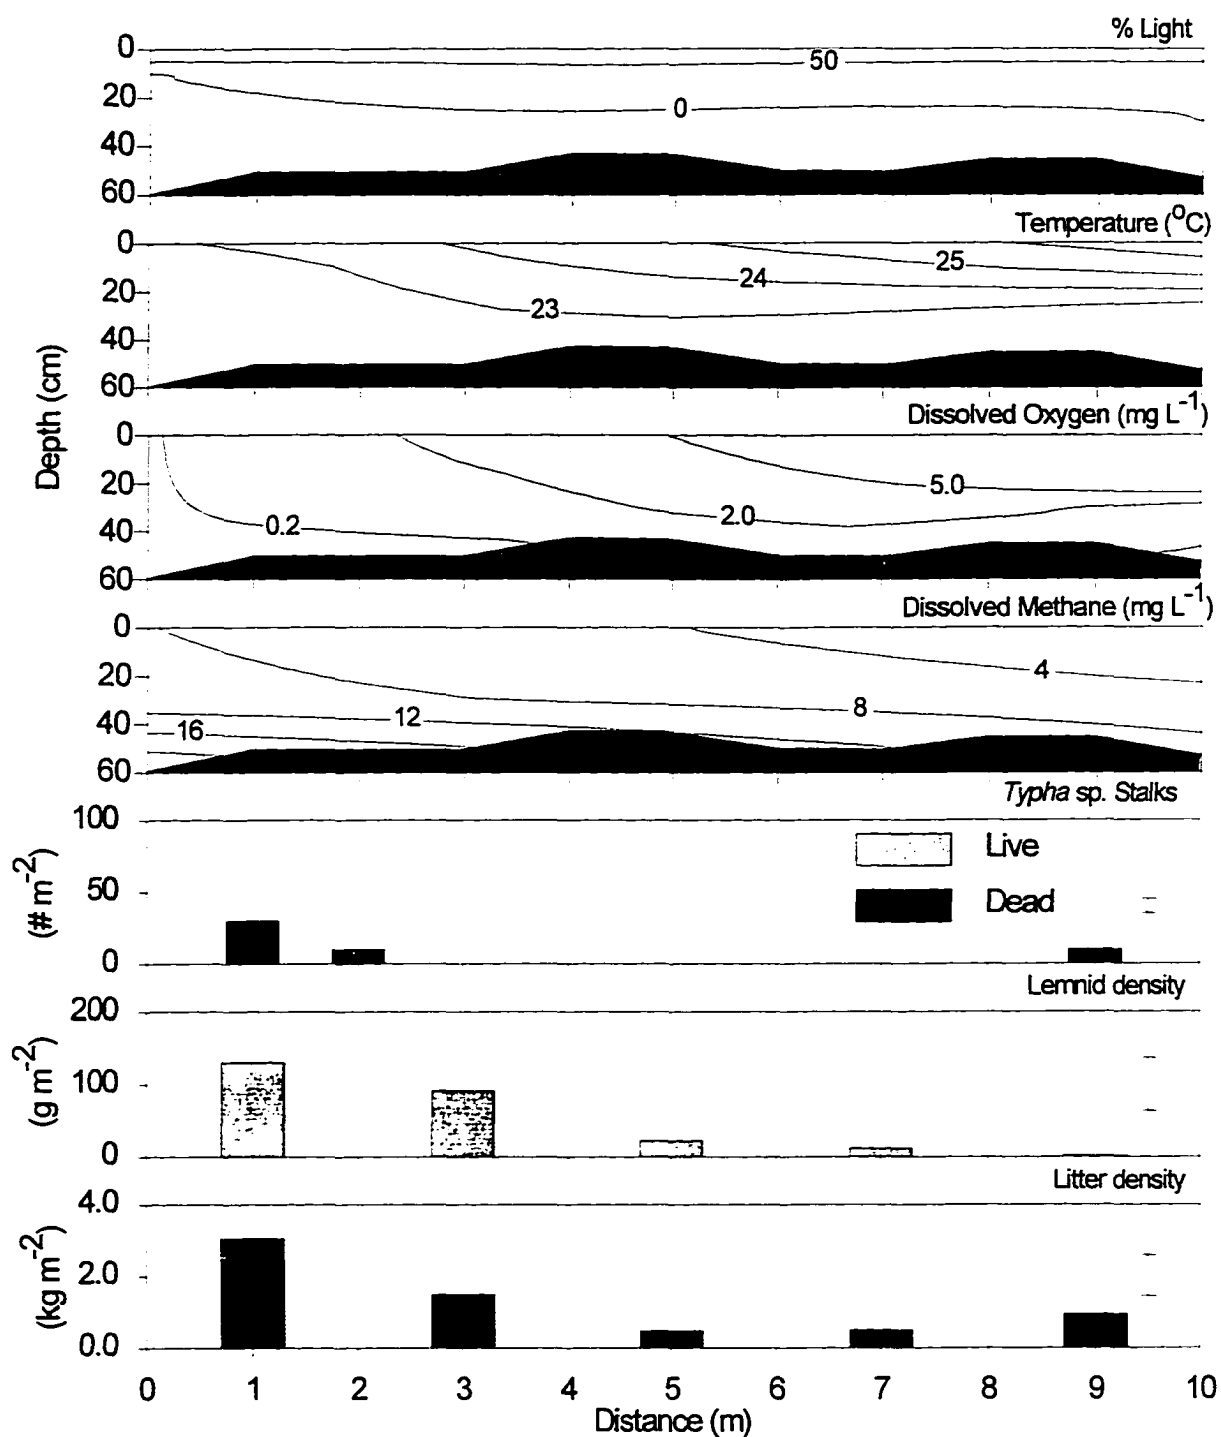 % Light
0
50
20
0
40
60
Temperature (°C)
0
25
24
20
23
40
60
Depth (cm)
Dissolved Oxygen (mg L⁻¹)
0
5.0
20
2.0
0.2
40
60
Dissolved Methane (mg L⁻¹)
0
4
20
8
12
40
16
60
Typha sp. Stalks
100
Live
50
Dead
0
(# m⁻²)
Lemnid density
200
100
0
(g m⁻²)
Litter density
4.0
2.0
0.0
(kg m⁻²)
0 1 2 3 4 5 6 7 8 9 10
Distance (m)